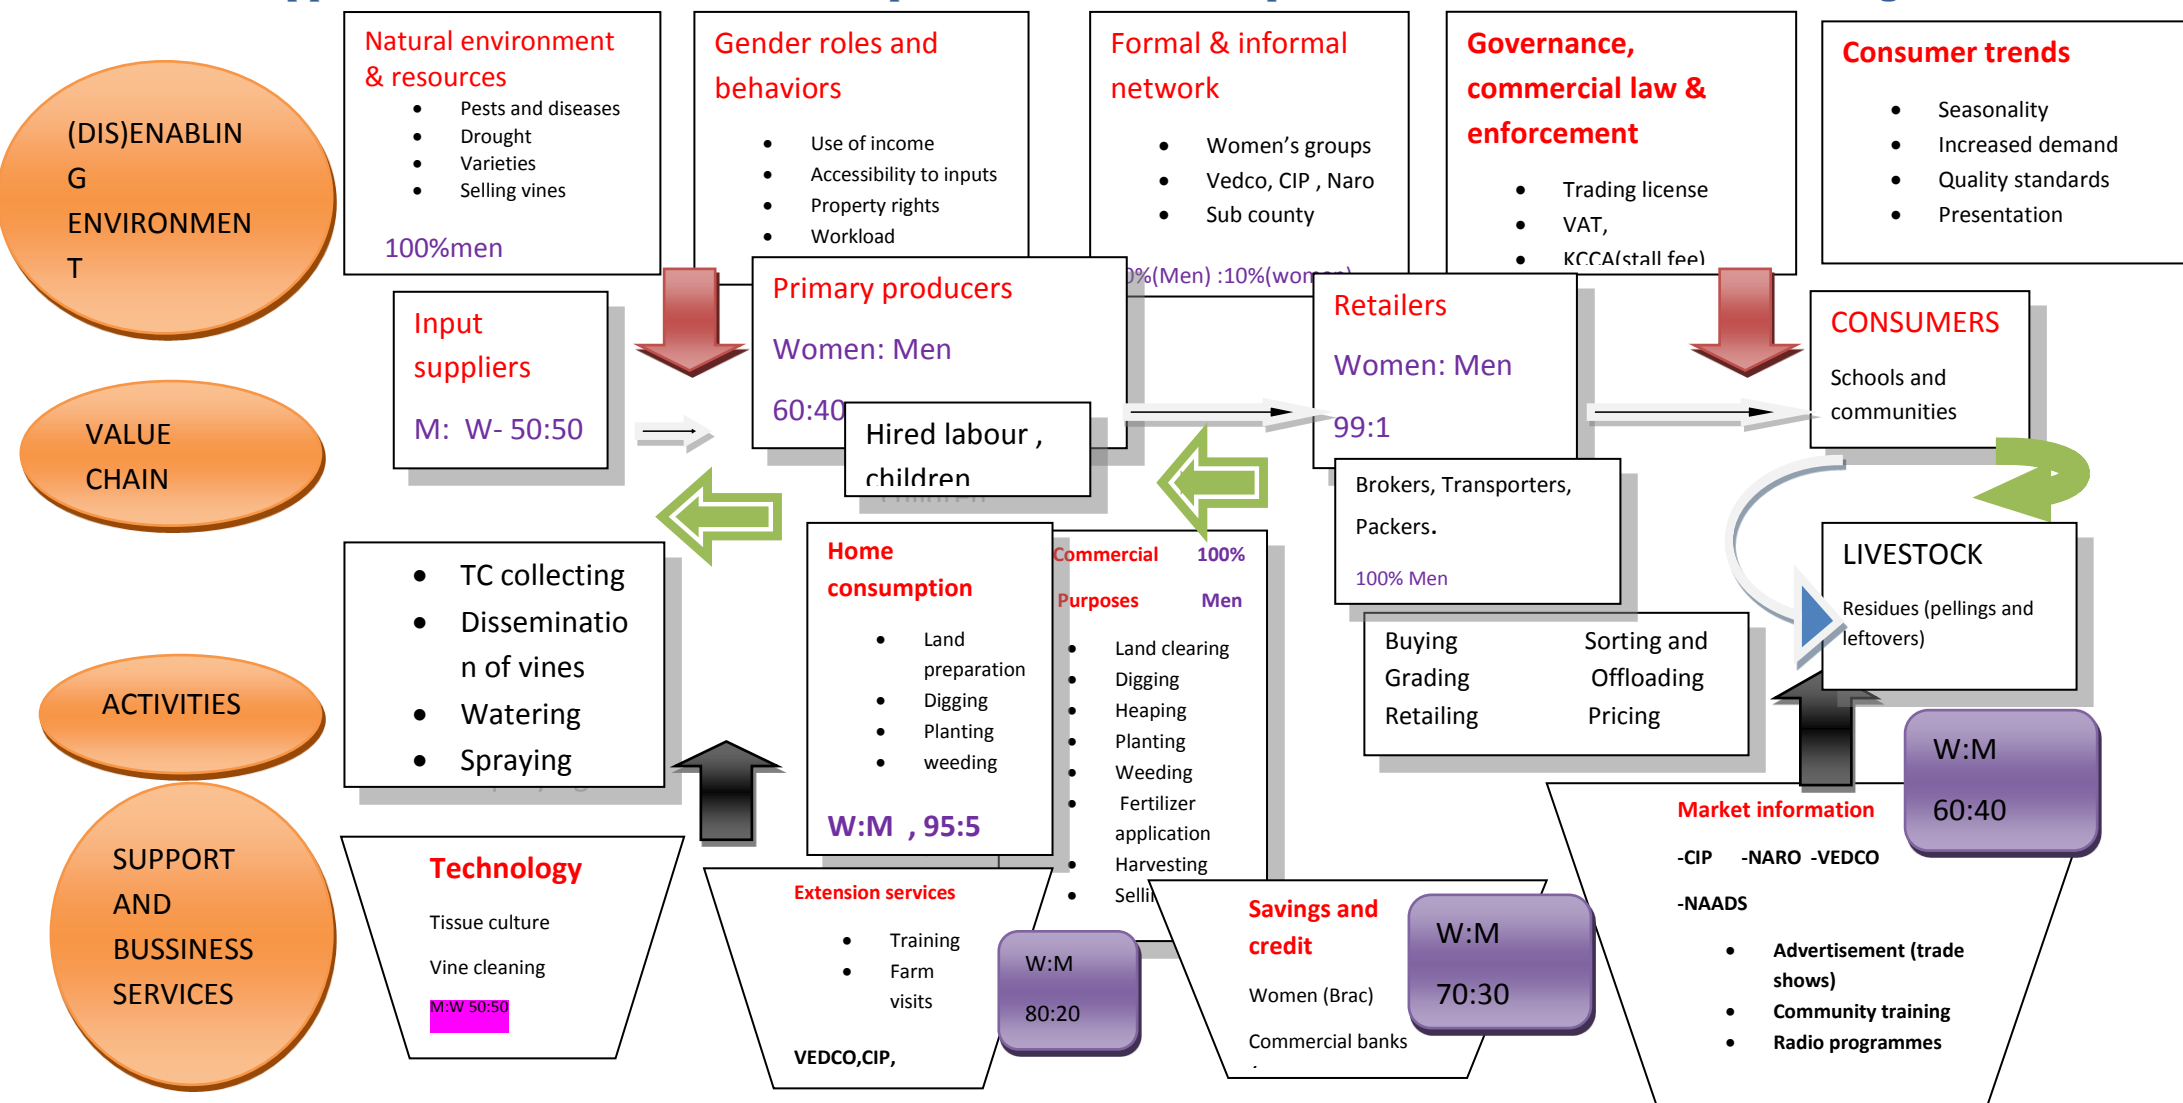 (DIS)ENABLIN
G
ENVIRONMEN
T
Natural environment
& resources
• Pests and diseases
• Drought
• Varieties
• Selling vines
100%men
Gender roles and
behaviors
• Use of income
• Accessibility to inputs
• Property rights
• Workload
Formal & informal
network
• Women's groups
• Vedco, CIP , Naro
• Sub county
0%(Men) :10%(women)
Governance,
commercial law &
enforcement
• Trading license
• VAT,
• KCCA(stall fee)
Consumer trends
• Seasonality
• Increased demand
• Quality standards
• Presentation
VALUE
CHAIN
Input
suppliers
M: W- 50:50
Primary producers
Women: Men
60:40
Hired labour ,
children
Retailers
Women: Men
99:1
Brokers, Transporters,
Packers.
100% Men
CONSUMERS
Schools and
communities
LIVESTOCK
Residues (pellings and
leftovers)
ACTIVITIES
• TC collecting
• Disseminatio
n of vines
• Watering
• Spraying
Home
consumption
• Land
preparation
• Digging
• Planting
• weeding
W:M , 95:5
Commercial 100%
Purposes Men
• Land clearing
• Digging
• Heaping
• Planting
• Weeding
• Fertilizer
application
• Harvesting
Buying Sorting and
Grading Offloading
Retailing Pricing
SUPPORT
AND
BUSSINESS
SERVICES
Technology
Tissue culture
Vine cleaning
M:W 50:50
Extension services
• Training
• Farm
visits
VEDCO,CIP,
W:M
80:20
Savings and
credit
Women (Brac)
Commercial banks
W:M
70:30
Market information
-CIP -NARO -VEDCO
-NAADS
• Advertisement (trade
shows)
• Community training
• Radio programmes
W:M
60:40